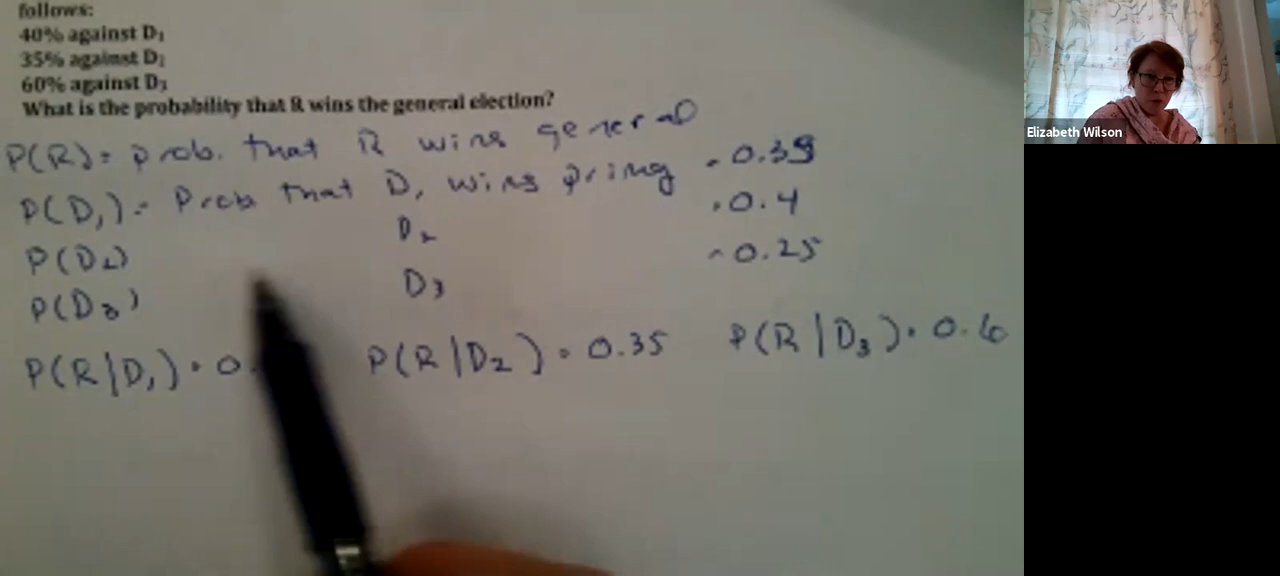 follows:
40% against D₁
35% against D₂
60% against D₃
What is the probability that R wins the general election?
P(R) = prob. that R wins general
P(D₁) = Prob that D₁ wins primg = 0.35
P(D₂) D₂ = 0.4
P(D₃) D₃ = 0.25
P(R|D₁) = 0. P(R|D₂) = 0.35 P(R|D₃) = 0.6
Elizabeth Wilson